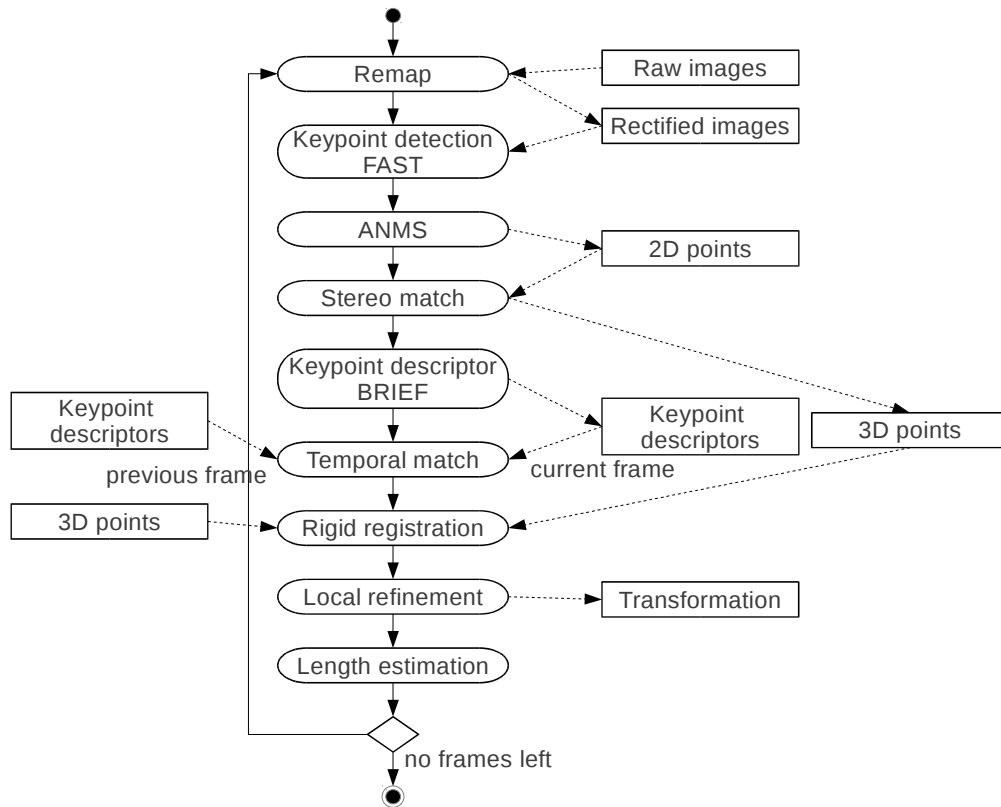 Remap
Raw images
Rectified images
Keypoint detection
FAST
ANMS
2D points
Stereo match
Keypoint descriptor
BRIEF
Keypoint
descriptors
Keypoint
descriptors
3D points
previous frame
Temporal match
current frame
3D points
Rigid registration
Local refinement
Transformation
Length estimation
no frames left